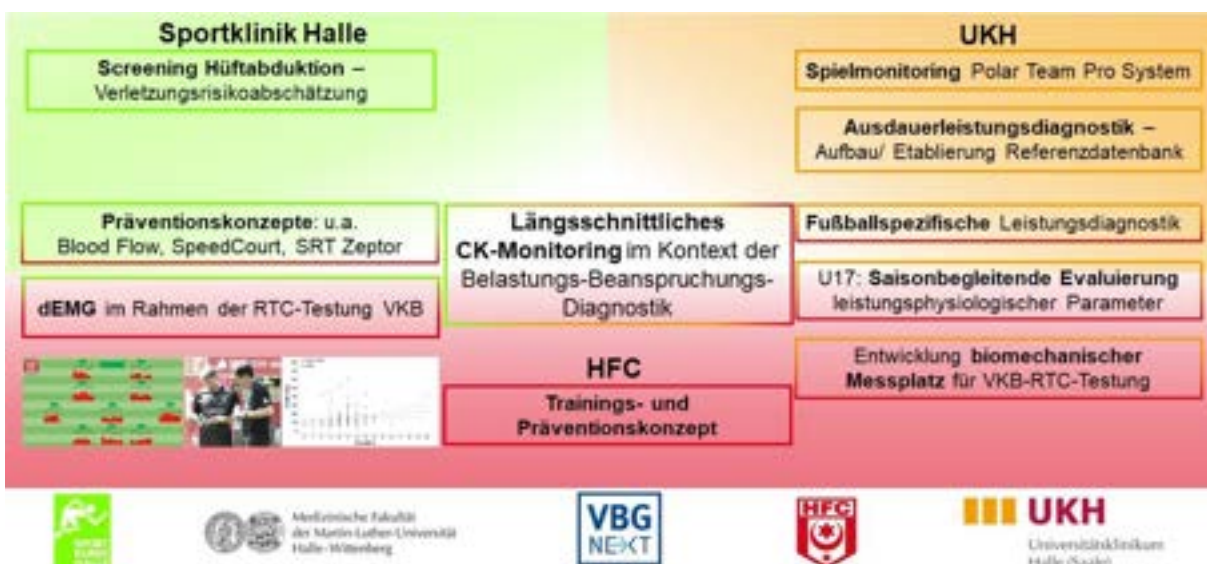 Sportklinik Halle
Screening Hüftabduktion –
Verletzungsrisikoabschätzung
Präventionskonzepte: u.a.
Blood Flow, SpeedCourt, SRT Zeptor
dEMG im Rahmen der RTC-Testung VKB
Längsschnittliches
CK-Monitoring im Kontext der
Belastungs-Beanspruchungs-
Diagnostik
HFC
Trainings- und
Präventionskonzept
UKH
Spielmonitoring Polar Team Pro System
Ausdauerleistungsdiagnostik –
Aufbau/ Etablierung Referenzdatenbank
Fußballspezifische Leistungsdiagnostik
U17: Saisonbegleitende Evaluierung
leistungsphysiologischer Parameter
Entwicklung biomechanischer
Messplatz für VKB-RTC-Testung
SPORT
KLINIK
HALLE
Medizinische Fakultät
der Martin-Luther-Universität
Halle-Wittenberg
VBG
NEXT
HFC
UKH
Universitätsklinikum
Halle (Saale)